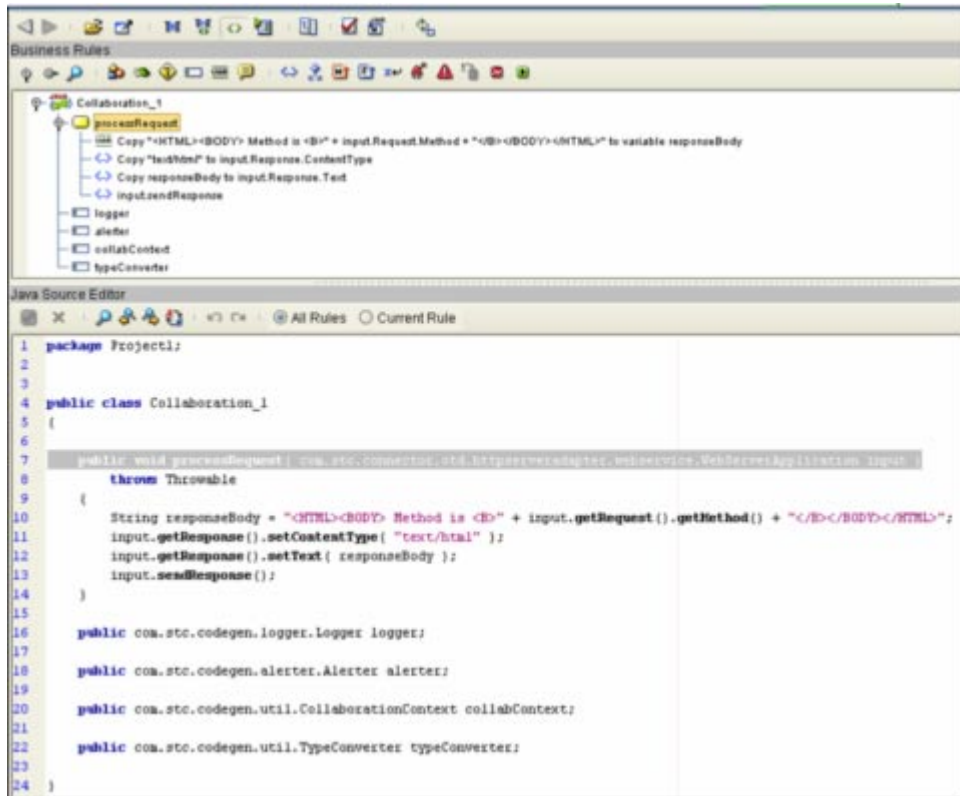 Business Rules
Collaboration_1
processRequest
Copy "<HTML><BODY> Method is <B>" + input.Request.Method + "</B></BODY></HTML>" to variable responseBody
Copy "text/html" to input.Response.ContentType
Copy responseBody to input.Response.Text
input.sendResponse
logger
alerter
collabContext
typeConverter
Java Source Editor
All Rules Current Rule
1 package Project1;
2
3
4 public class Collaboration_1
5 {
6
7 public void processRequest( com.stc.connector.otd.httpserveradapter.webservice.WebServerApplication input )
8 throws Throwable
9 {
10 String responseBody = "<HTML><BODY> Method is <B>" + input.getRequest().getMethod() + "</B></BODY></HTML>";
11 input.getResponse().setContentType( "text/html" );
12 input.getResponse().setText( responseBody );
13 input.sendResponse();
14 }
15
16 public com.stc.codegen.logger.Logger logger;
17
18 public com.stc.codegen.alerter.Alerter alerter;
19
20 public com.stc.codegen.util.CollaborationContext collabContext;
21
22 public com.stc.codegen.util.TypeConverter typeConverter;
23
24 }